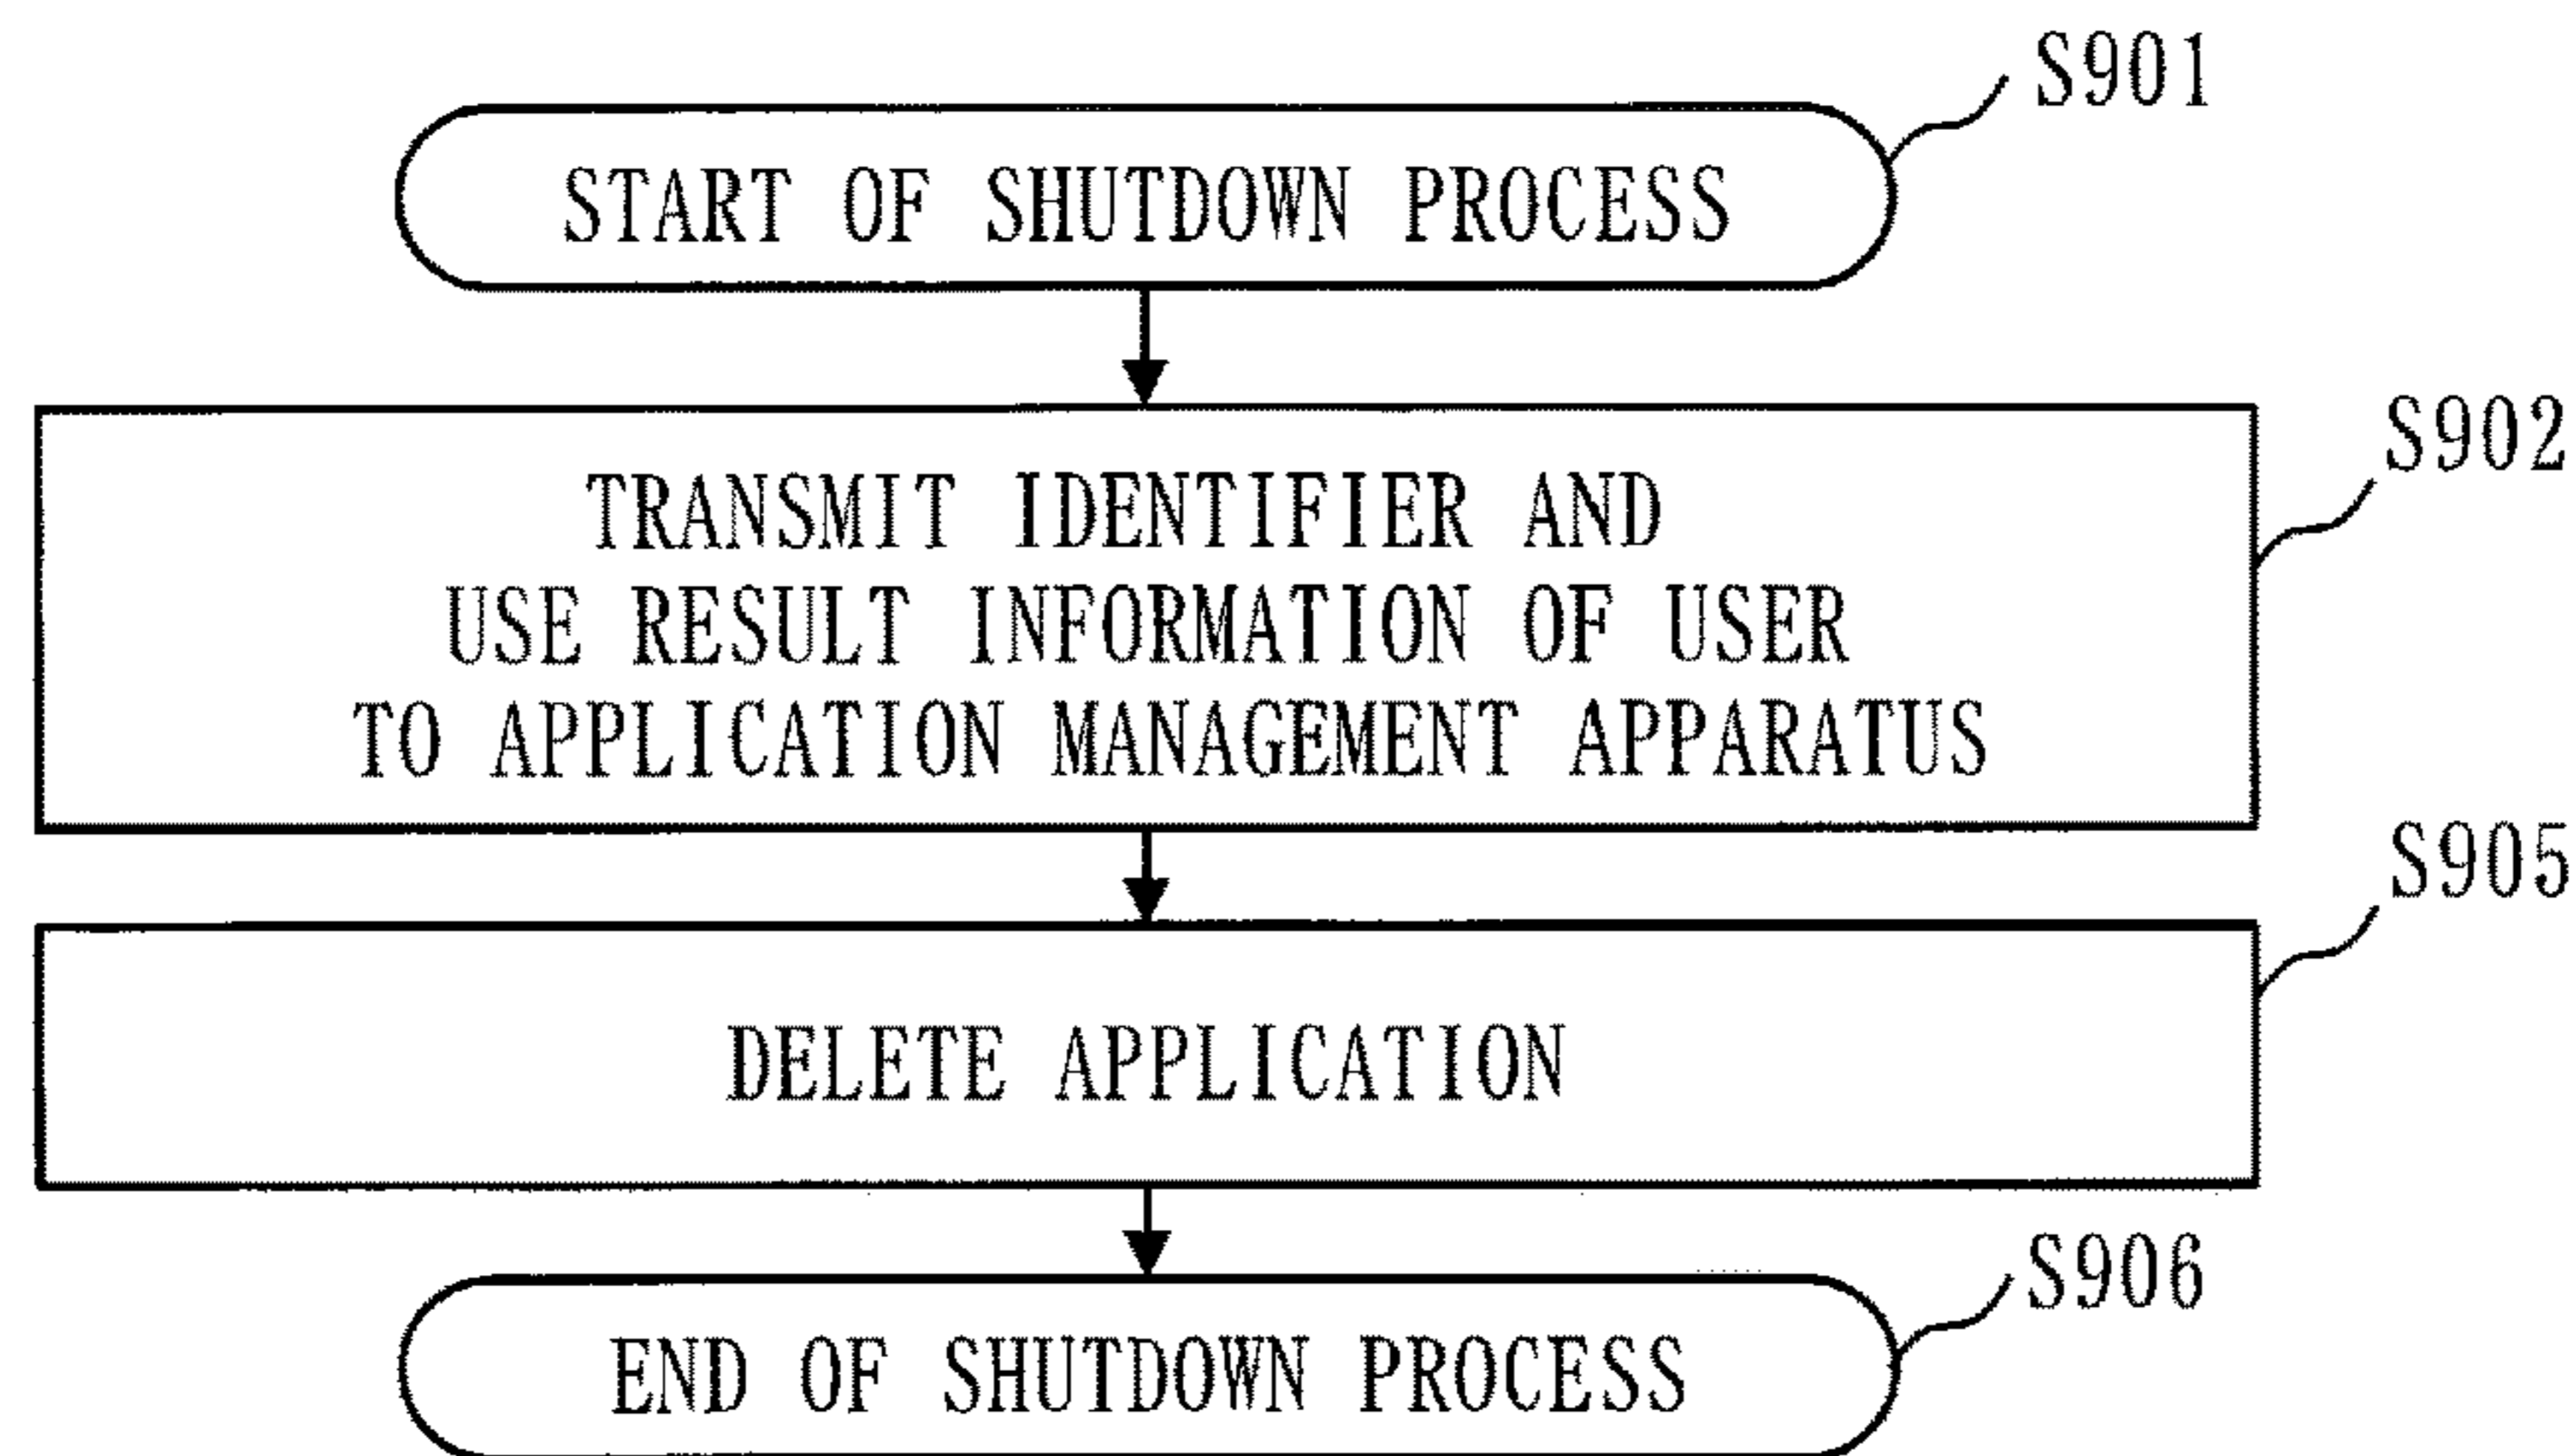 S901
START OF SHUTDOWN PROCESS
S902
TRANSMIT IDENTIFIER AND
USE RESULT INFORMATION OF USER
TO APPLICATION MANAGEMENT APPARATUS
S905
DELETE APPLICATION
S906
END OF SHUTDOWN PROCESS